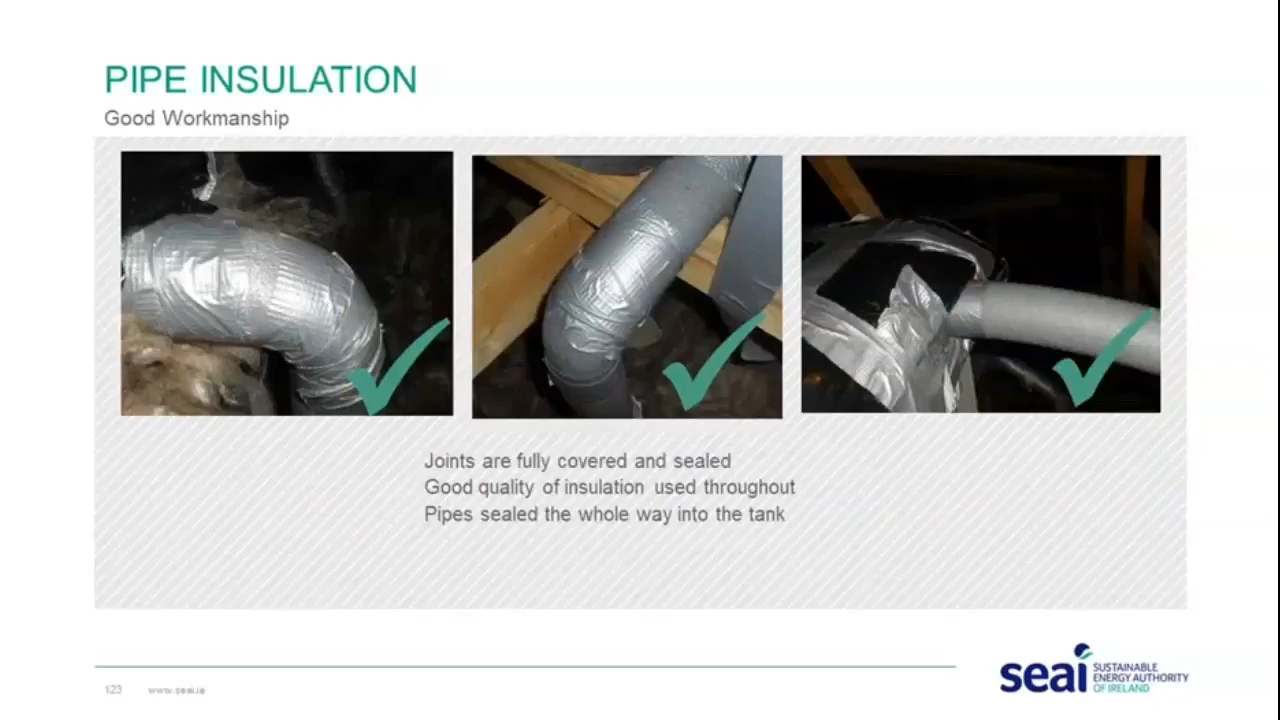 PIPE INSULATION
Good Workmanship
Joints are fully covered and sealed
Good quality of insulation used throughout
Pipes sealed the whole way into the tank
123 www.seai.ie
seai SUSTAINABLE
ENERGY AUTHORITY
OF IRELAND